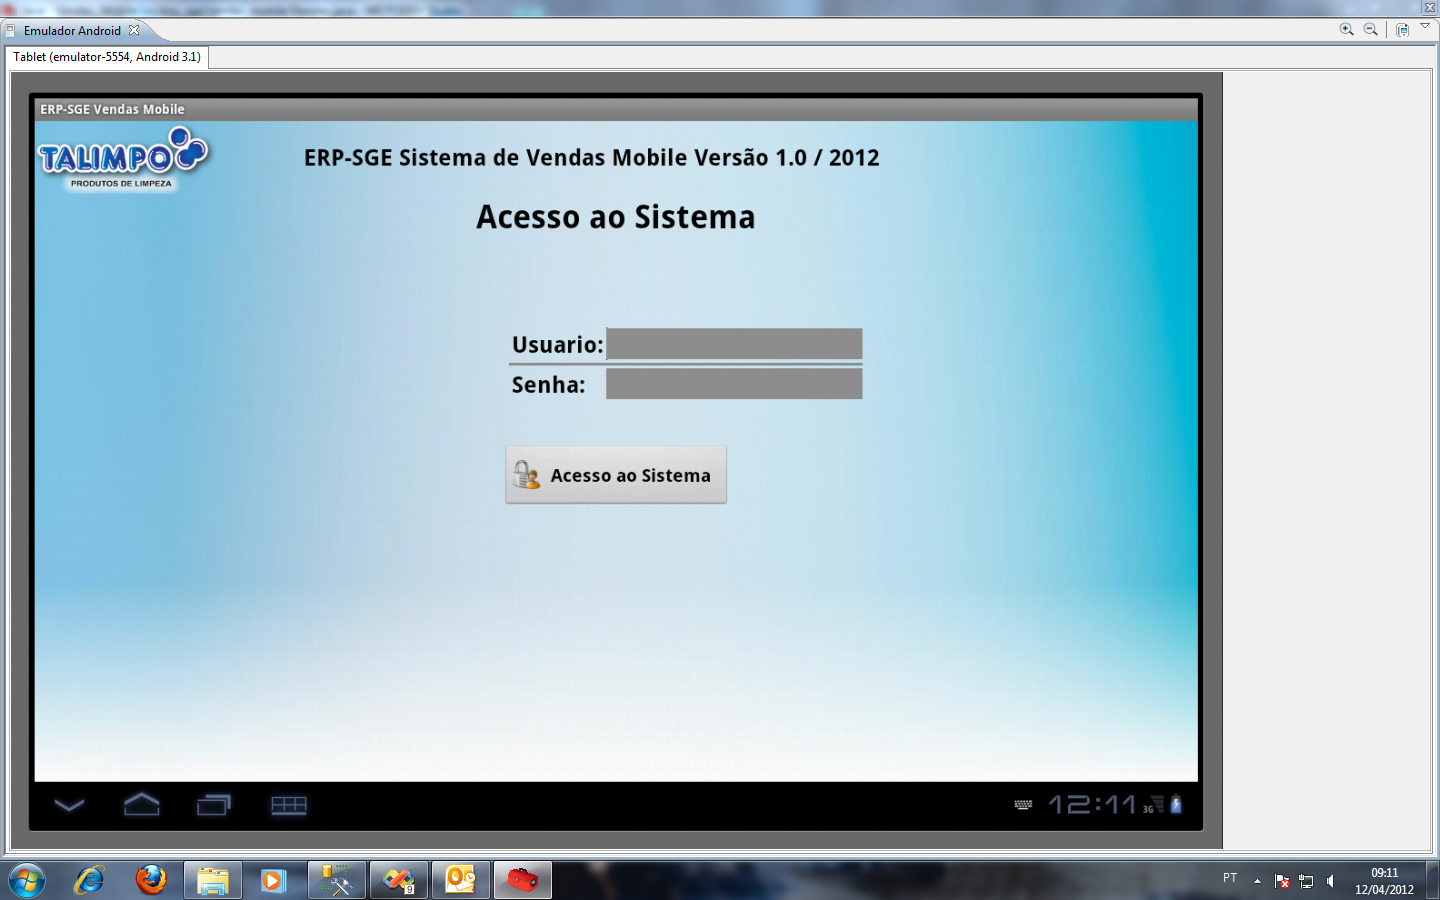 Emulador Android
Tablet (emulator-5554, Android 3.1)
ERP-SGE Vendas Mobile
TALIMPO
PRODUTOS DE LIMPEZA
ERP-SGE Sistema de Vendas Mobile Versão 1.0 / 2012
Acesso ao Sistema
Usuario:
Senha:
Acesso ao Sistema
12:11
3G
9
PT
09:11
12/04/2012